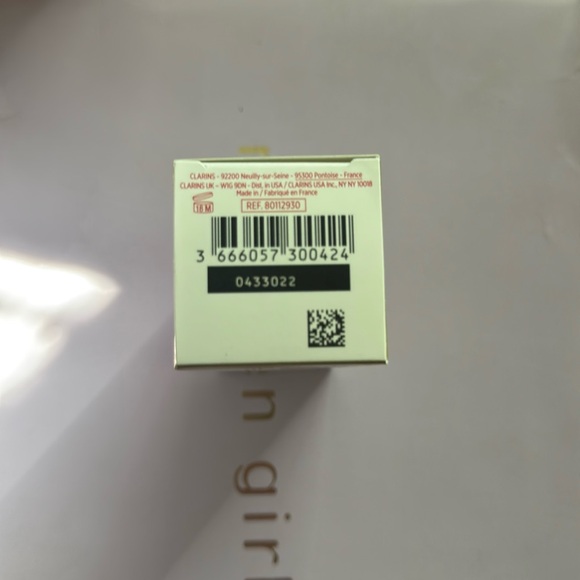 CLARINS - 92200 Neuilly-sur-Seine - 95300 Pontoise - France
CLARINS UK - W1G 9DN - Dist. in USA / CLARINS USA Inc., NY NY 10018
Made in / Fabriqué en France
18 M
REF. 80112930
3 666057 300424
0433022
n girl